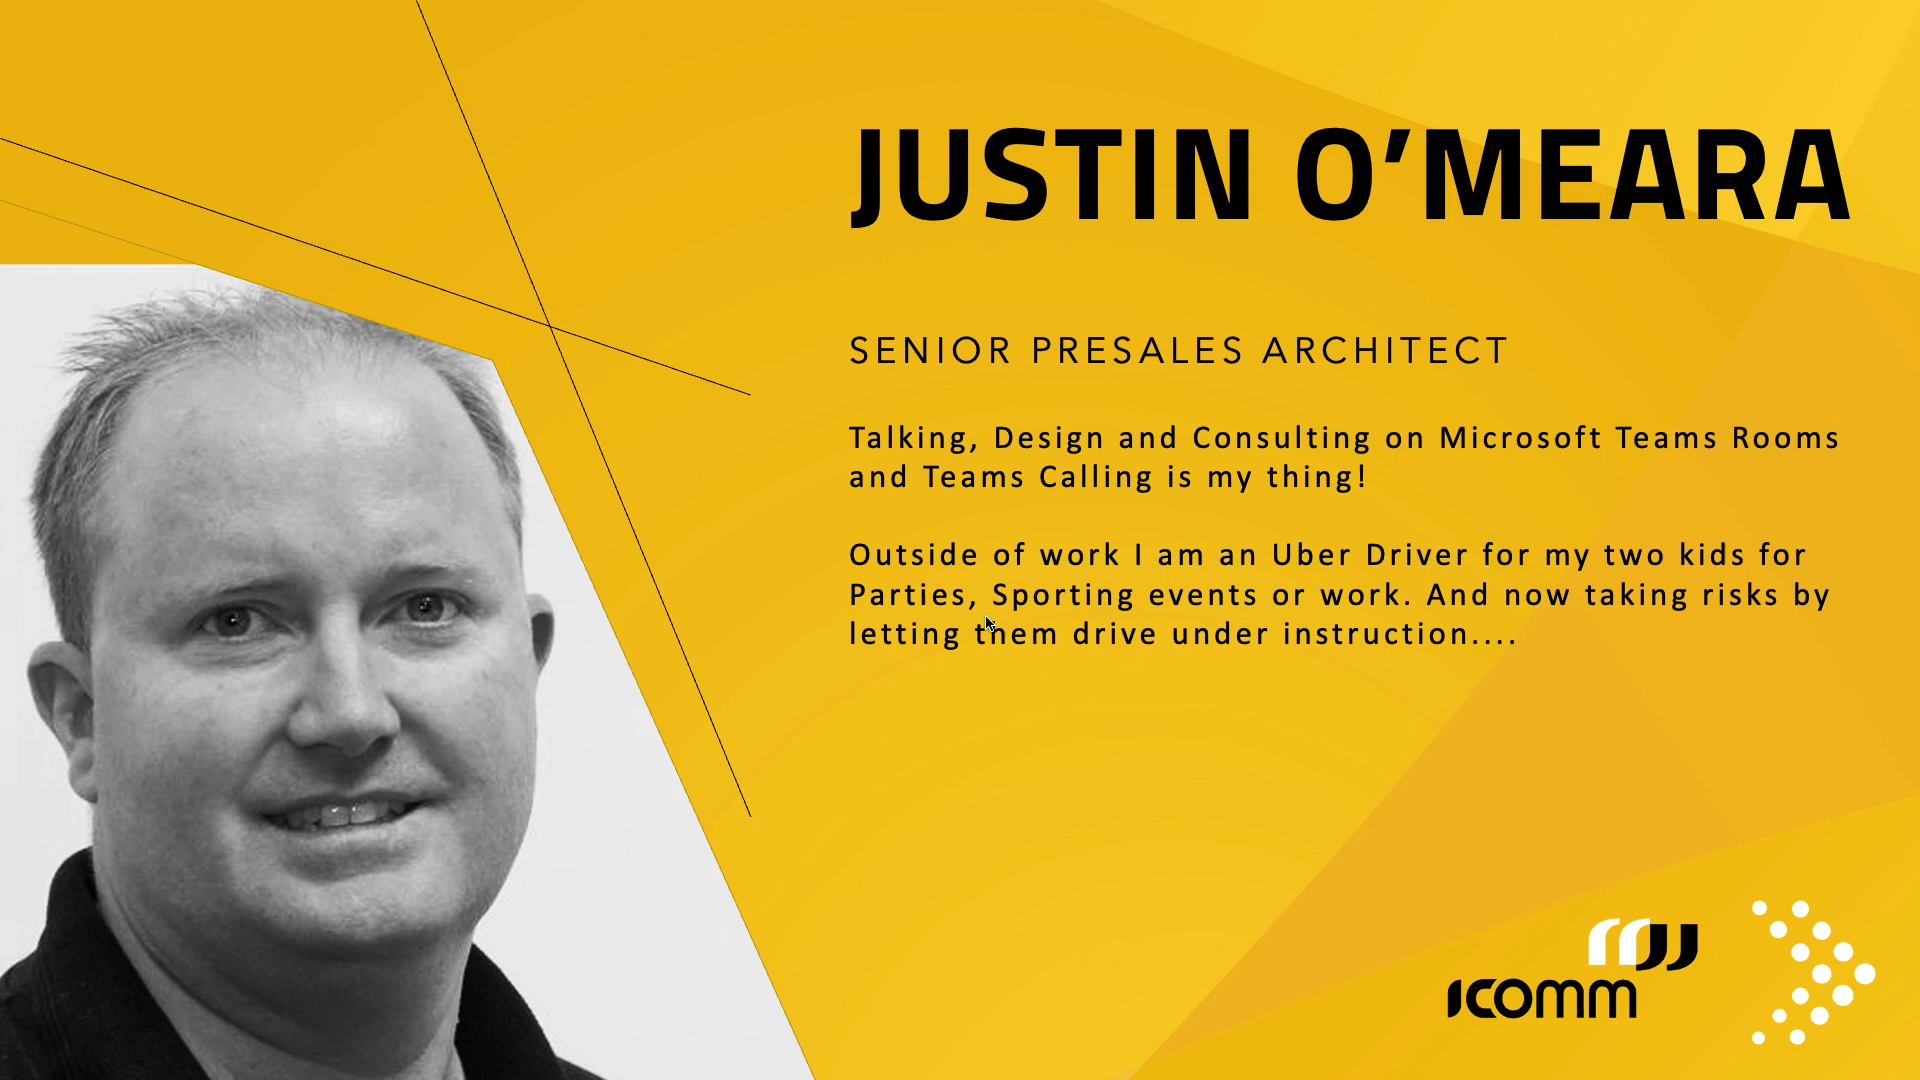 JUSTIN O’MEARA
SENIOR PRESALES ARCHITECT
Talking, Design and Consulting on Microsoft Teams Rooms
and Teams Calling is my thing!
Outside of work I am an Uber Driver for my two kids for
Parties, Sporting events or work. And now taking risks by
letting them drive under instruction....
ICOMM